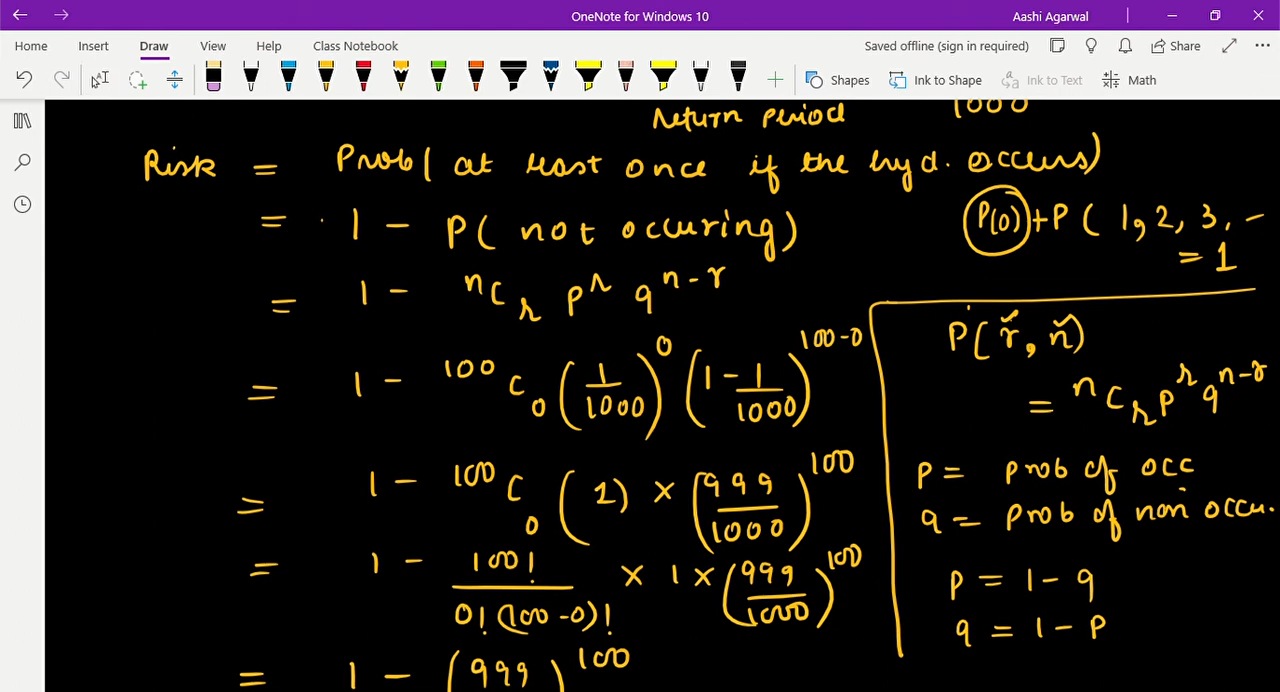 OneNote for Windows 10
Aashi Agarwal
Home Insert Draw View Help Class Notebook
Saved offline (sign in required) Share
Shapes Ink to Shape Ink to Text Math
Return period 1000
Risk = Prob( at least once if the hyd. occurs)
= 1 - P( not occuring)
= 1 - nCr p^r q^n-r
= 1 - 100C0 (1/1000)^0 (1 - 1/1000)^100-0
= 1 - 100C0 (1) × (999/1000)^100
= 1 - 100!/0!(100-0)! × 1 × (999/1000)^100
= 1 - (999)^100
P(0) + P( 1, 2, 3, -
= 1
P(r, n)
= nCr p^r q^n-r
p = prob of occ
q = prob of non occu.
p = 1 - q
q = 1 - p